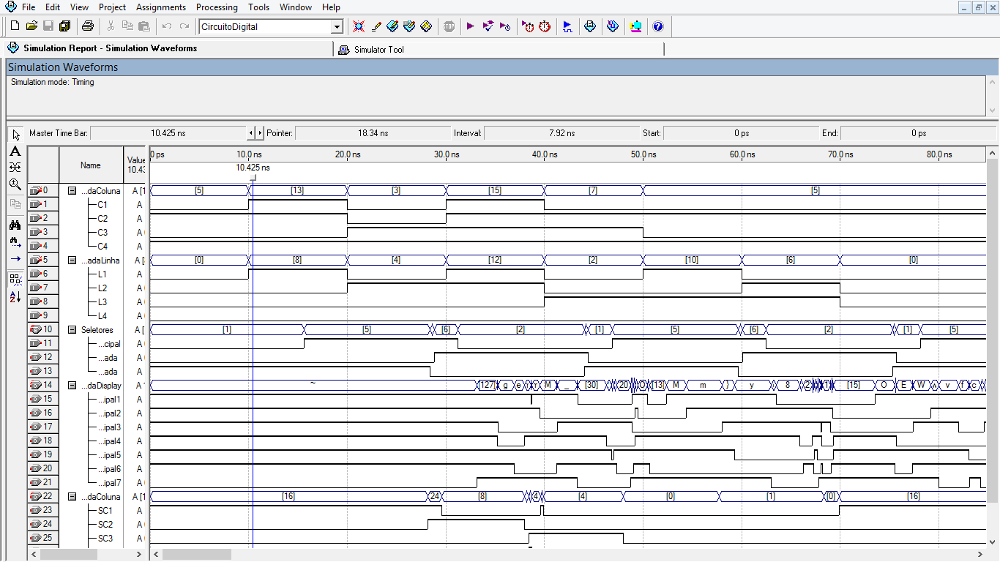 File Edit View Project Assignments Processing Tools Window Help
CircuitoDigital
STOP
Simulation Report - Simulation Waveforms
Simulator Tool
Simulation Waveforms
Simulation mode: Timing
Master Time Bar: 10.425 ns Pointer: 18.34 ns Interval: 7.92 ns Start: 0 ps End: 0 ps
Name Value 10.43
0 ps 10.0 ns 20.0 ns 30.0 ns 40.0 ns 50.0 ns 60.0 ns 70.0 ns 80.0 ns
10.425 ns
0 ...daColuna A [1 [5] [13] [3] [15] [7] [5]
1 C1 A
2 C2 A
3 C3 A
4 C4 A
5 ...adaLinha A [ [0] [8] [4] [12] [2] [10] [6] [0]
6 L1 A
7 L2 A
8 L3 A
9 L4 A
10 Seletores A [ [1] [5] [6] [2] [1] [5] [6] [2] [1] [5]
11 ...cipal A
12 ...ada A
13 ...ada A
14 ...daDisplay A ~ [127] g e r т M _ [30] 20 O [13] M m } y 8 2 1 [15] O E W v f c
15 ...ipal1 A
16 ...ipal2 A
17 ...ipal3 A
18 ...ipal4 A
19 ...ipal5 A
20 ...ipal6 A
21 ...ipal7 A
22 ...daColuna A [1 [16] 24 [8] 4 [4] [0] [1] [0] [16]
23 SC1 A
24 SC2 A
25 SC3 A